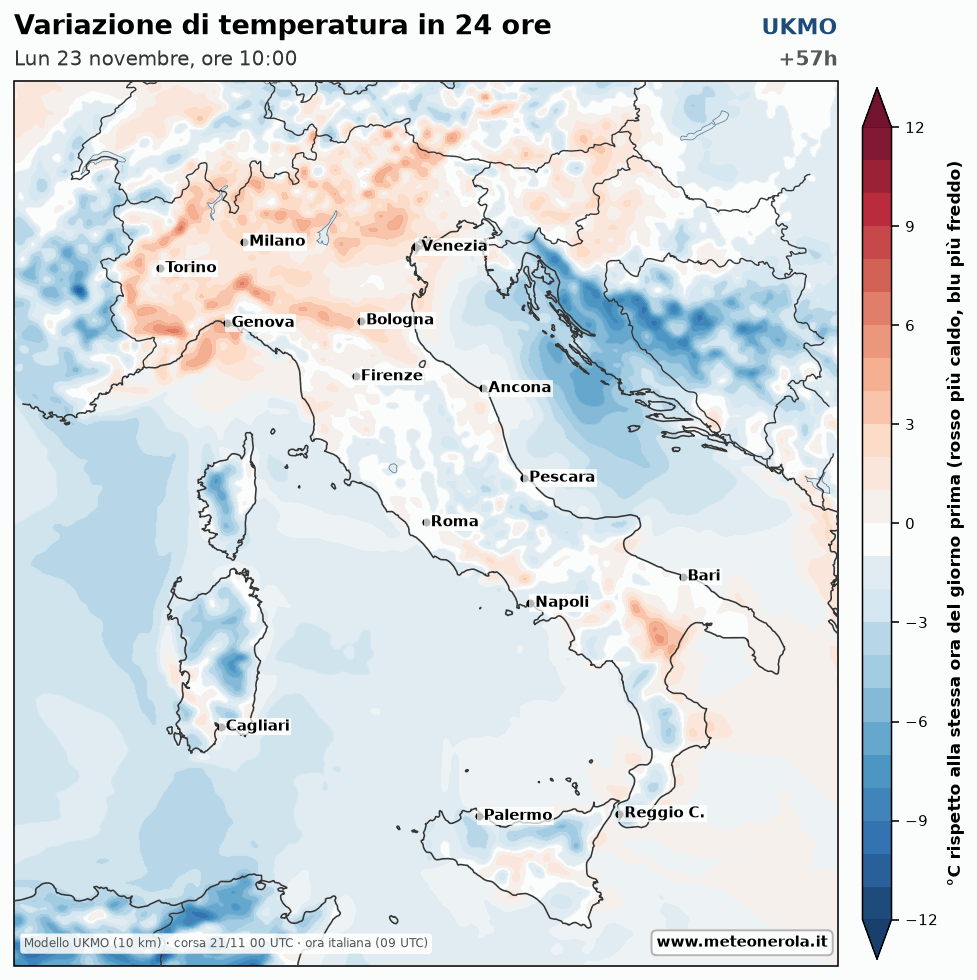 Variazione di temperatura in 24 ore
UKMO
Lun 23 novembre, ore 10:00
+57h
Milano
Venezia
Torino
Genova
Bologna
Firenze
Ancona
Pescara
Roma
Bari
Napoli
Cagliari
Palermo
Reggio C.
12
9
6
3
0
−3
−6
−9
−12
°C rispetto alla stessa ora del giorno prima (rosso più caldo, blu più freddo)
Modello UKMO (10 km) · corsa 21/11 00 UTC · ora italiana (09 UTC)
www.meteonerola.it